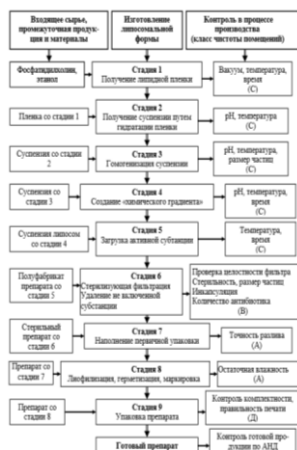 Входящее сырье,
промежуточная продук-
ция и материалы
Изготовление
липосомальной
формы
Контроль в процессе
производства
(класс чистоты помещений)
Фосфатидилхолин,
этанол
Стадия 1
Получение липидной пленки
Вакуум, температура,
время
(С)
Пленка со стадии 1
Стадия 2
Получение суспензии путем
гидратации пленки
pH, температура
(С)
Суспензия со стадии
2
Стадия 3
Гомогенизация суспензии
pH, температура,
размер частиц
(С)
Суспензия со
стадии 3
Стадия 4
Создание «химического градиента»
pH, температура,
время
(С)
Суспензия липосом
со стадии 4
Стадия 5
Загрузка активной субстанции
Температура,
время
(С)
Полуфабрикат
препарата со
стадии 5
Стадия 6
Стерилизующая фильтрация
Удаление не включенной
субстанции
Проверка целостности фильтра
Стерильность, размер частиц
Инкапсуляция
Количество антибиотика
(В)
Стерильный
препарат со
стадии 6
Стадия 7
Наполнение первичной упаковки
Точность разлива
(А)
Препарат со
стадии 7
Стадия 8
Лиофилизация, герметизация, маркировка
Остаточная влажность
(А)
Препарат со
стадии 8
Стадия 9
Упаковка препарата
Контроль комплектности,
правильность печати
(Д)
Готовый препарат
Контроль готовой про-
дукции по АНД